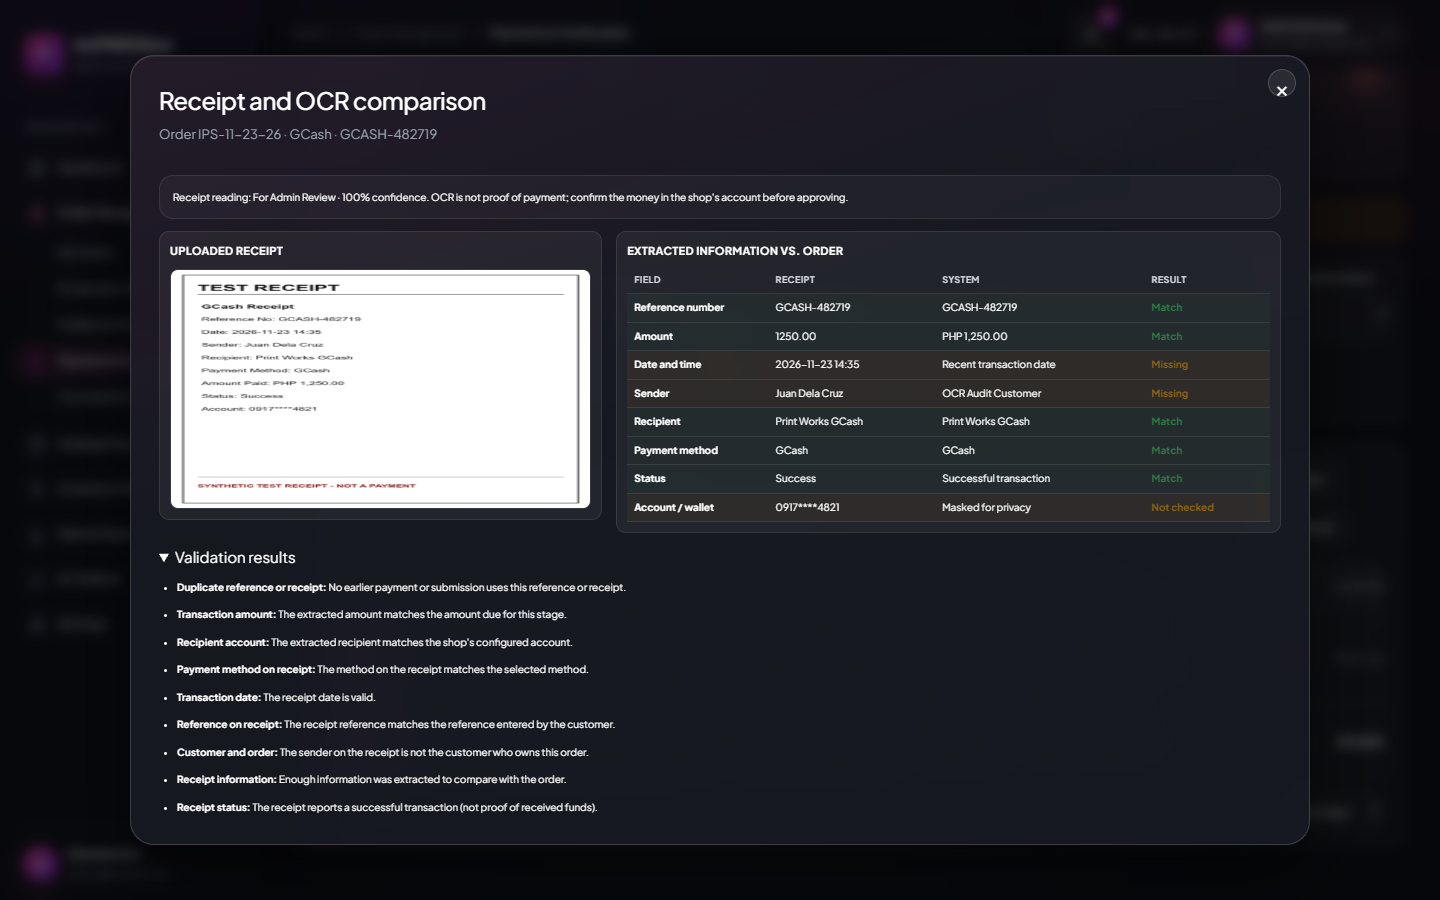 Receipt and OCR comparison
Order IPS-11-23-26 · GCash · GCASH-482719
Receipt reading: For Admin Review · 100% confidence. OCR is not proof of payment; confirm the money in the shop's account before approving.
UPLOADED RECEIPT
TEST RECEIPT
GCash Receipt
Reference No: GCASH-482719
Date: 2026-11-23 14:35
Sender: Juan Dela Cruz
Recipient: Print Works GCash
Payment Method: GCash
Amount Paid: PHP 1,250.00
Status: Success
Account: 0917****4821
SYNTHETIC TEST RECEIPT - NOT A PAYMENT
EXTRACTED INFORMATION VS. ORDER
FIELD RECEIPT SYSTEM RESULT
Reference number GCASH-482719 GCASH-482719 Match
Amount 1250.00 PHP 1,250.00 Match
Date and time 2026-11-23 14:35 Recent transaction date Missing
Sender Juan Dela Cruz OCR Audit Customer Missing
Recipient Print Works GCash Print Works GCash Match
Payment method GCash GCash Match
Status Success Successful transaction Match
Account / wallet 0917****4821 Masked for privacy Not checked
Validation results
• Duplicate reference or receipt: No earlier payment or submission uses this reference or receipt.
• Transaction amount: The extracted amount matches the amount due for this stage.
• Recipient account: The extracted recipient matches the shop's configured account.
• Payment method on receipt: The method on the receipt matches the selected method.
• Transaction date: The receipt date is valid.
• Reference on receipt: The receipt reference matches the reference entered by the customer.
• Customer and order: The sender on the receipt is not the customer who owns this order.
• Receipt information: Enough information was extracted to compare with the order.
• Receipt status: The receipt reports a successful transaction (not proof of received funds).